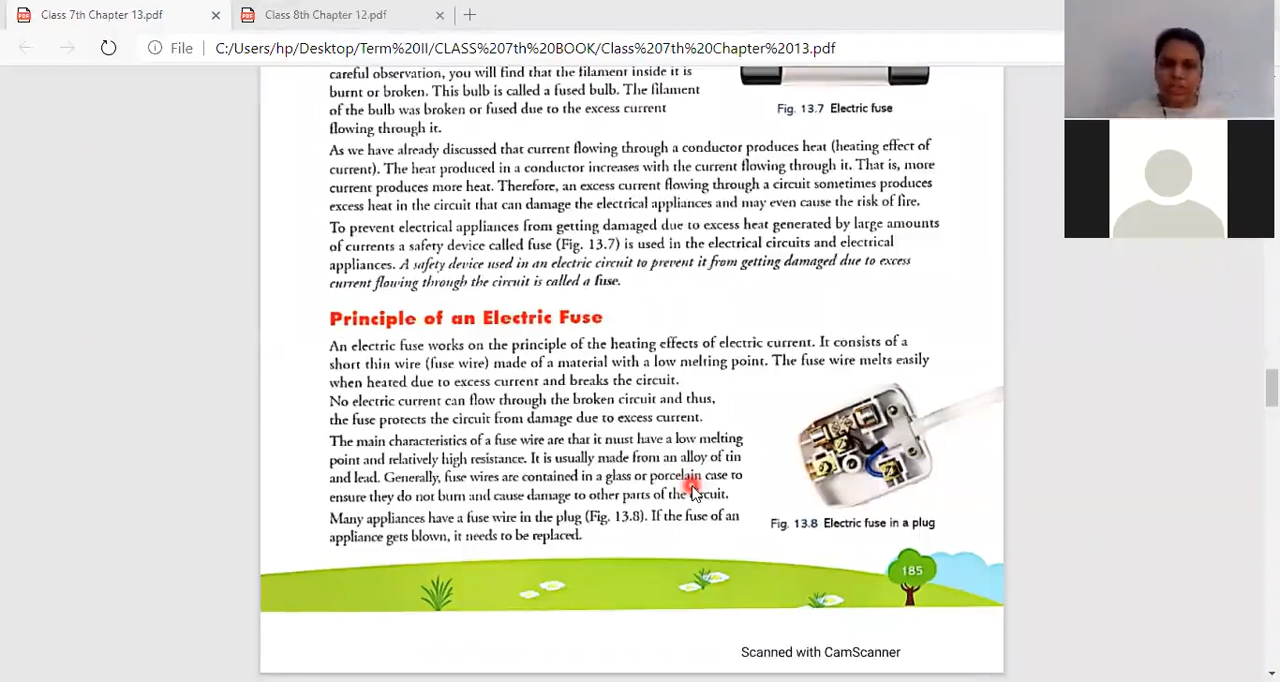 Class 7th Chapter 13.pdf
Class 8th Chapter 12.pdf
File
C:/Users/hp/Desktop/Term%20II/CLASS%207th%20BOOK/Class%207th%20Chapter%2013.pdf
careful observation, you will find that the filament inside it is
burnt or broken. This bulb is called a fused bulb. The filament
of the bulb was broken or fused due to the excess current
flowing through it.
Fig. 13.7 Electric fuse
As we have already discussed that current flowing through a conductor produces heat (heating effect of
current). The heat produced in a conductor increases with the current flowing through it. That is, more
current produces more heat. Therefore, an excess current flowing through a circuit sometimes produces
excess heat in the circuit that can damage the electrical appliances and may even cause the risk of fire.
To prevent electrical appliances from getting damaged due to excess heat generated by large amounts
of currents a safety device called fuse (Fig. 13.7) is used in the electrical circuits and electrical
appliances. A safety device used in an electric circuit to prevent it from getting damaged due to excess
current flowing through the circuit is called a fuse.
Principle of an Electric Fuse
An electric fuse works on the principle of the heating effects of electric current. It consists of a
short thin wire (fuse wire) made of a material with a low melting point. The fuse wire melts easily
when heated due to excess current and breaks the circuit.
No electric current can flow through the broken circuit and thus,
the fuse protects the circuit from damage due to excess current.
The main characteristics of a fuse wire are that it must have a low melting
point and relatively high resistance. It is usually made from an alloy of tin
and lead. Generally, fuse wires are contained in a glass or porcelain case to
ensure they do not burn and cause damage to other parts of the circuit.
Many appliances have a fuse wire in the plug (Fig. 13.8). If the fuse of an
appliance gets blown, it needs to be replaced.
Fig. 13.8 Electric fuse in a plug
185
Scanned with CamScanner